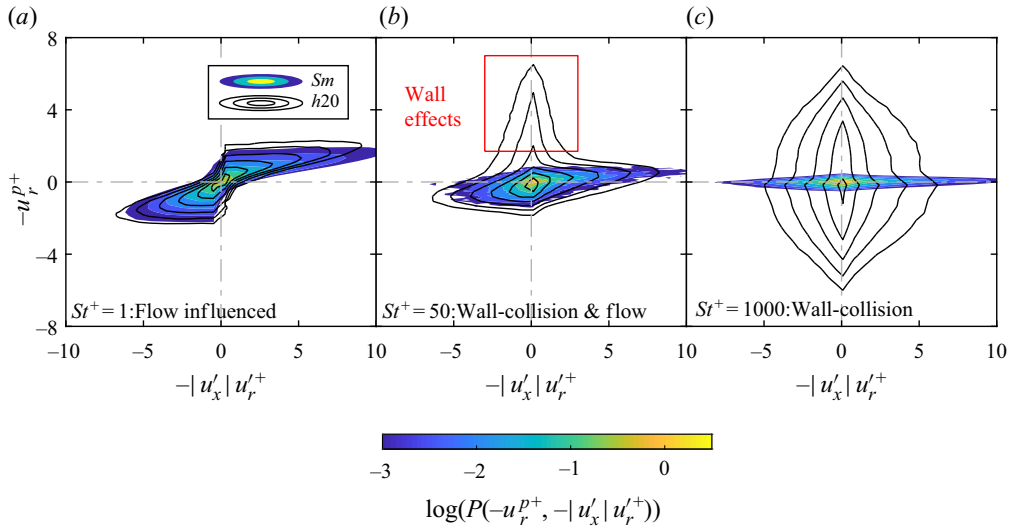 (a)
(b)
(c)
8
4
0
−4
−8
−u_r^{p+}
Sm
h20
Wall
effects
St⁺ = 1:Flow influenced
St⁺ = 50:Wall-collision & flow
St⁺ = 1000:Wall-collision
−10 −5 0 5 10 −5 0 5 10 −5 0 5 10
−|u′_x|u′_r⁺
−|u′_x|u′_r⁺
−|u′_x|u′_r⁺
−3 −2 −1 0
log(P(−u_r^{p+}, −|u′_x|u′_r⁺))